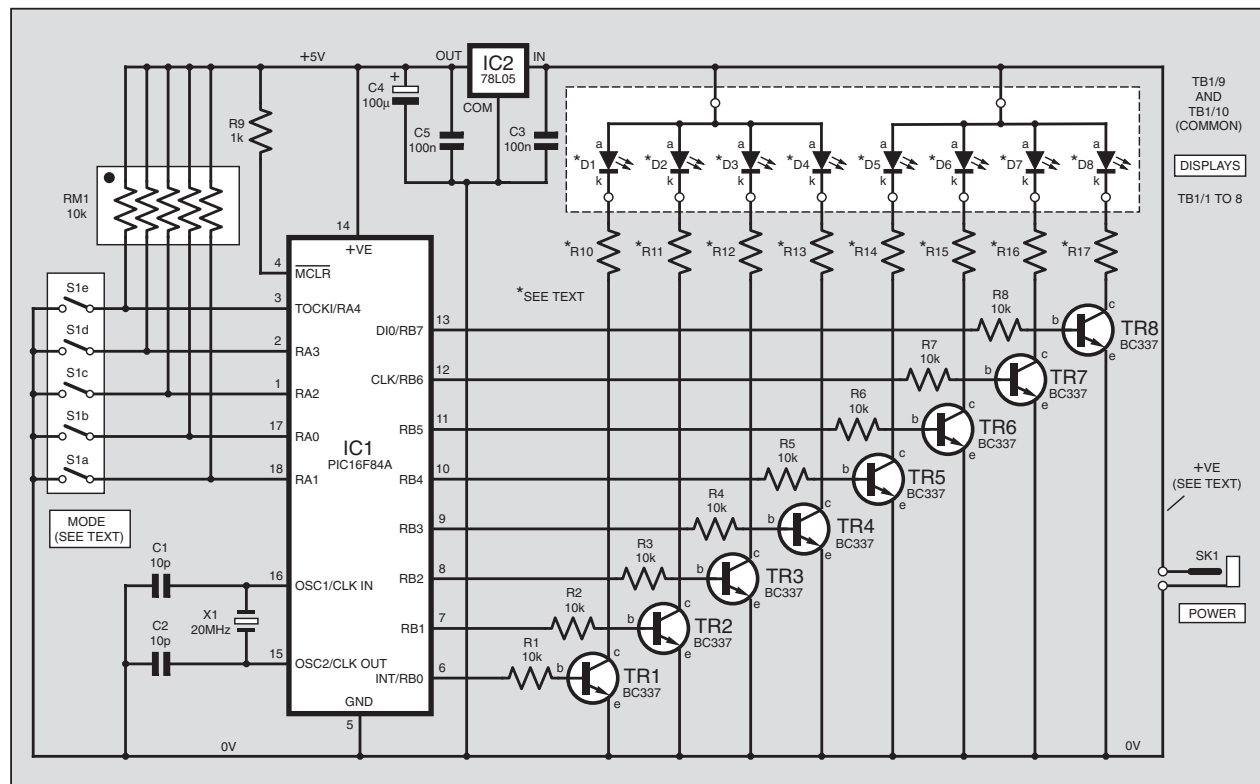 +5V
OUT
IC2
78L05
IN
COM
C4
100µ
+
C5
100n
C3
100n
R9
1k
RM1
10k
TB1/9
AND
TB1/10
(COMMON)
DISPLAYS
TB1/1 TO 8
a
*D1
k
a
*D2
k
a
*D3
k
a
*D4
k
a
*D5
k
a
*D6
k
a
*D7
k
a
*D8
k
*R10
*R11
*R12
*R13
*R14
*R15
*R16
*R17
*SEE TEXT
14
+VE
4
MCLR
S1e
3
TOCKI/RA4
S1d
2
RA3
S1c
1
RA2
S1b
17
RA0
S1a
18
RA1
MODE
(SEE TEXT)
IC1
PIC16F84A
DI0/RB7
13
R8
10k
b
c
e
TR8
BC337
CLK/RB6
12
R7
10k
b
c
e
TR7
BC337
RB5
11
R6
10k
b
c
e
TR6
BC337
RB4
10
R5
10k
b
c
e
TR5
BC337
RB3
9
R4
10k
b
c
e
TR4
BC337
RB2
8
R3
10k
b
c
e
TR3
BC337
RB1
7
R2
10k
b
c
e
TR2
BC337
INT/RB0
6
R1
10k
b
c
e
TR1
BC337
C1
10p
16
OSC1/CLK IN
X1
20MHz
C2
10p
15
OSC2/CLK OUT
GND
5
+VE
(SEE TEXT)
SK1
POWER
0V
0V